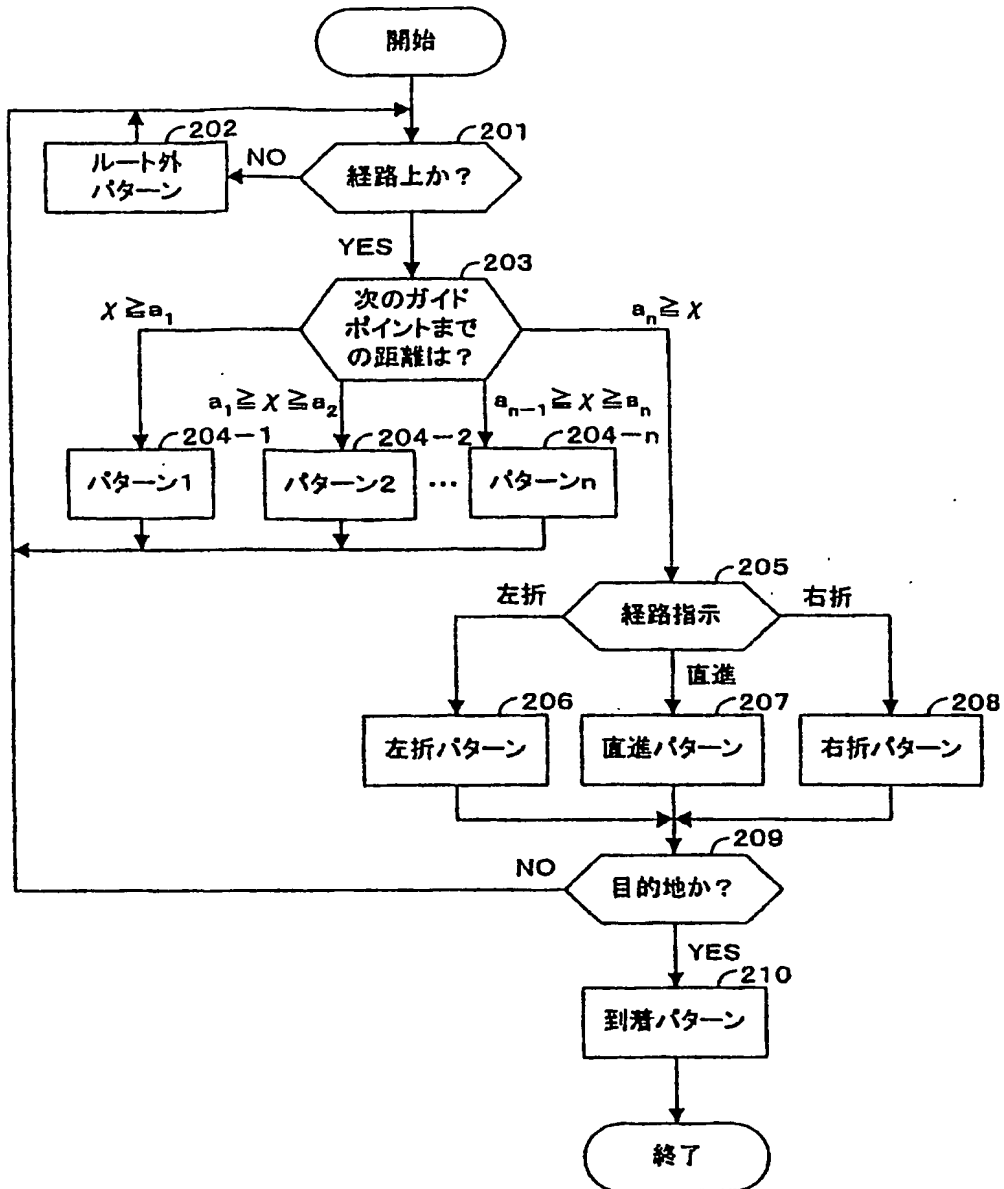 開始
202
201
ルート外
パターン
NO
経路上か？
YES
203
χ≧a₁
次のガイド
ポイントまで
の距離は？
aₙ≧χ
a₁≧χ≧a₂
aₙ₋₁≧χ≧aₙ
204-1
204-2
204-n
パターン1
パターン2
…
パターンn
205
左折
経路指示
右折
直進
206
207
208
左折パターン
直進パターン
右折パターン
209
NO
目的地か？
YES
210
到着パターン
終了